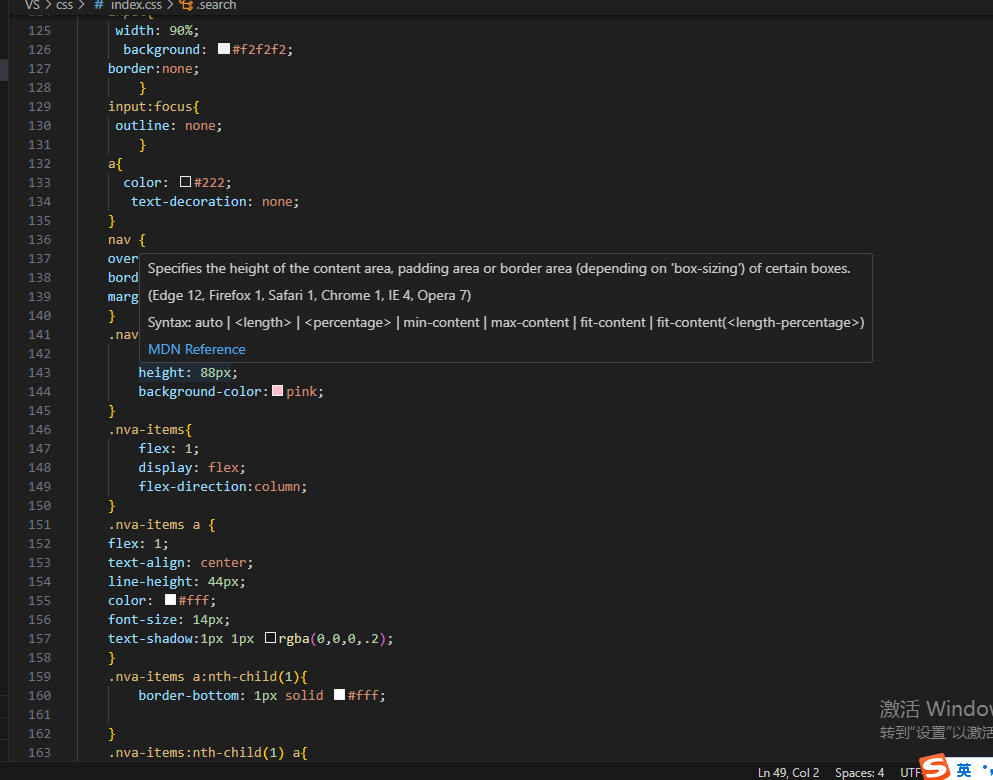 VS > css > # index.css > .search
input{
125 width: 90%;
126 background: #f2f2f2;
127 border:none;
128 }
129 input:focus{
130 outline: none;
131 }
132 a{
133 color: #222;
134 text-decoration: none;
135 }
136 nav {
137 over
138 bord
139 marg
140 }
141 .nav
142
143 height: 88px;
144 background-color: pink;
145 }
146 .nva-items{
147 flex: 1;
148 display: flex;
149 flex-direction:column;
150 }
151 .nva-items a {
152 flex: 1;
153 text-align: center;
154 line-height: 44px;
155 color: #fff;
156 font-size: 14px;
157 text-shadow:1px 1px rgba(0,0,0,.2);
158 }
159 .nva-items a:nth-child(1){
160 border-bottom: 1px solid #fff;
161
162 }
163 .nva-items:nth-child(1) a{
Specifies the height of the content area, padding area or border area (depending on 'box-sizing') of certain boxes.
(Edge 12, Firefox 1, Safari 1, Chrome 1, IE 4, Opera 7)
Syntax: auto | <length> | <percentage> | min-content | max-content | fit-content | fit-content(<length-percentage>)
MDN Reference
激活 Window
转到"设置"以激活
Ln 49, Col 2 Spaces: 4 UTF
S 英